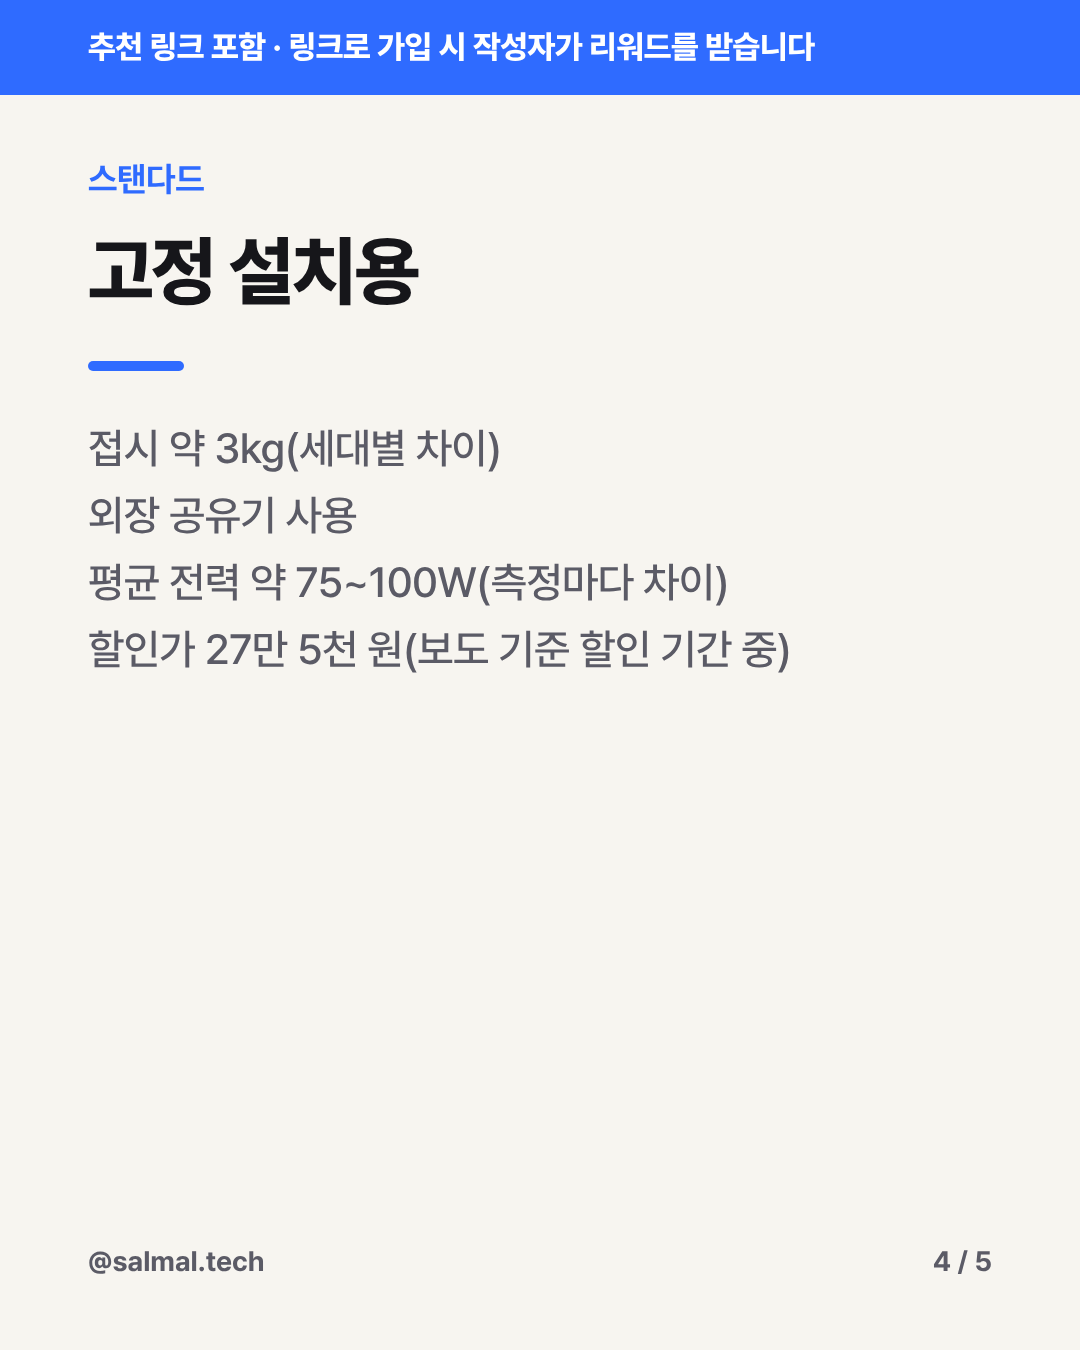 추천 링크 포함 · 링크로 가입 시 작성자가 리워드를 받습니다
스탠다드
고정 설치용
접시 약 3kg(세대별 차이)
외장 공유기 사용
평균 전력 약 75~100W(측정마다 차이)
할인가 27만 5천 원(보도 기준 할인 기간 중)
@salmal.tech
4 / 5